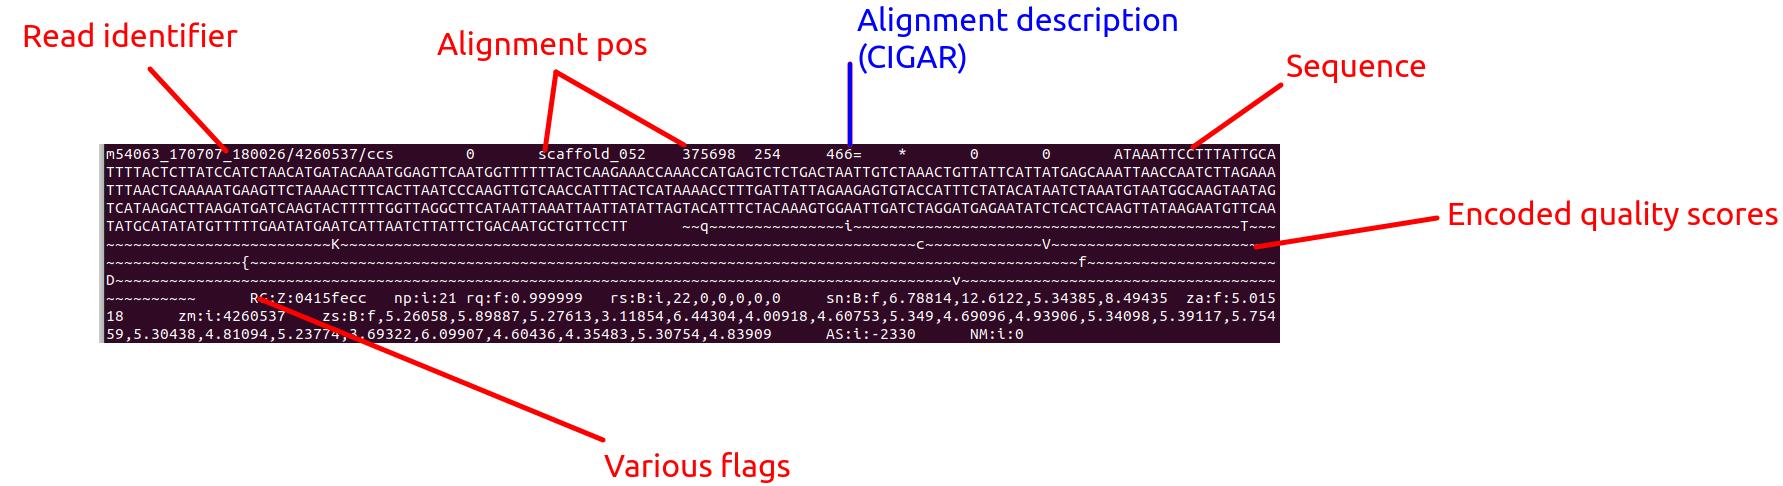 Read identifier
Alignment pos
Alignment description
(CIGAR)
Sequence
m54063_170707_180026/4260537/ccs 0 scaffold_052 375698 254 466= * 0 0 ATAAATTCCTTTATTGCA
TTTTACTCTTATCCATCTAACATGATACAAATGGAGTTCAATGGTTTTTTACTCAAGAAACCAAACCATGAGTCTCTGACTAATTGTCTAAACTGTTATTCATTATGAGCAAATTAACCAATCTTAGAAA
TTTAACTCAAAAATGAAGTTCTAAAACTTTCACTTAATCCCAAGTTGTCAACCATTTACTCATAAAACCTTTGATTATTAGAAGAGTGTACCATTTCTATACATAATCTAAATGTAATGGCAAGTAATAG
TCATAAGACTTAAGATGATCAAGTACTTTTTGGTTAGGCTTCATAATTAAATTAATTATATTAGTACATTTCTACAAAGTGGAATTGATCTAGGATGAGAATATCTCACTCAAGTTATAAGAATGTTCAA
TATGCATATATGTTTTTGAATATGAATCATTAATCTTATTCTGACAATGCTGTTCCTT ~~q~~~~~~~~~~~~~~~i~~~~~~~~~~~~~~~~~~~~~~~~~~~~~~~~~~~~~~~~~~~T~~~
~~~~~~~~~~~~~~~~~~~~~~~~~K~~~~~~~~~~~~~~~~~~~~~~~~~~~~~~~~~~~~~~~~~~~~~~~~~~~~~~~~~~~~~~~~c~~~~~~~~~~~~~V~~~~~~~~~~~~~~~~~~~~~~~~~
~~~~~~~~~~~~~~~{~~~~~~~~~~~~~~~~~~~~~~~~~~~~~~~~~~~~~~~~~~~~~~~~~~~~~~~~~~~~~~~~~~~~~~~~~~~~f~~~~~~~~~~~~~~~~~~~~~
D~~~~~~~~~~~~~~~~~~~~~~~~~~~~~~~~~~~~~~~~~~~~~~~~~~~~~~~~~~~~~~~~~~~~~~~~~~~~~~~~~~~~~~~~~~~~~v~~~~~~~~~~~~~~~~~~~~~~~~~~~~~~~~~~~
~~~~~~~~~~ RG:Z:0415fecc np:i:21 rq:f:0.999999 rs:B:i,22,0,0,0,0,0 sn:B:f,6.78814,12.6122,5.34385,8.49435 za:f:5.015
18 zm:i:4260537 zs:B:f,5.26058,5.89887,5.27613,3.11854,6.44304,4.00918,4.60753,5.349,4.69096,4.93906,5.34098,5.39117,5.754
59,5.30438,4.81094,5.23774,3.69322,6.09907,4.60436,4.35483,5.30754,4.83909 AS:i:-2330 NM:i:0
Encoded quality scores
Various flags